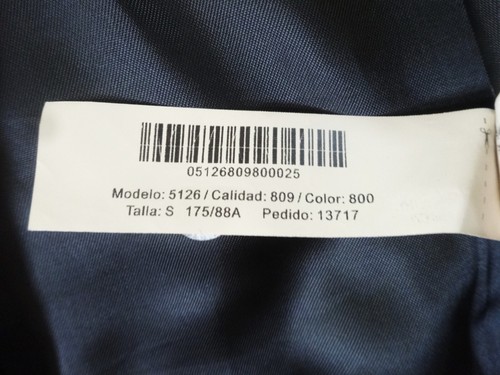 05126809800025
Modelo: 5126 / Calidad: 809 / Color: 800
Talla: S 175/88A Pedido: 13717